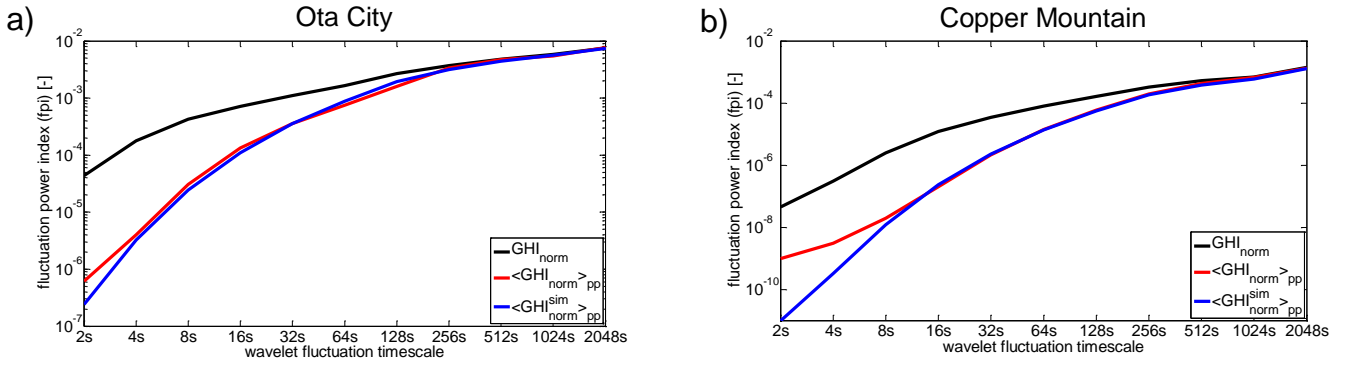 a)
Ota City
fluctuation power index (fpi) [-]
10^-2
10^-3
10^-4
10^-5
10^-6
10^-7
2s 4s 8s 16s 32s 64s 128s 256s 512s 1024s 2048s
wavelet fluctuation timescale
GHI_norm
<GHI_norm>_pp
<GHI^sim_norm>_pp
b)
Copper Mountain
fluctuation power index (fpi) [-]
10^-2
10^-4
10^-6
10^-8
10^-10
2s 4s 8s 16s 32s 64s 128s 256s 512s 1024s 2048s
wavelet fluctuation timescale
GHI_norm
<GHI_norm>_pp
<GHI^sim_norm>_pp